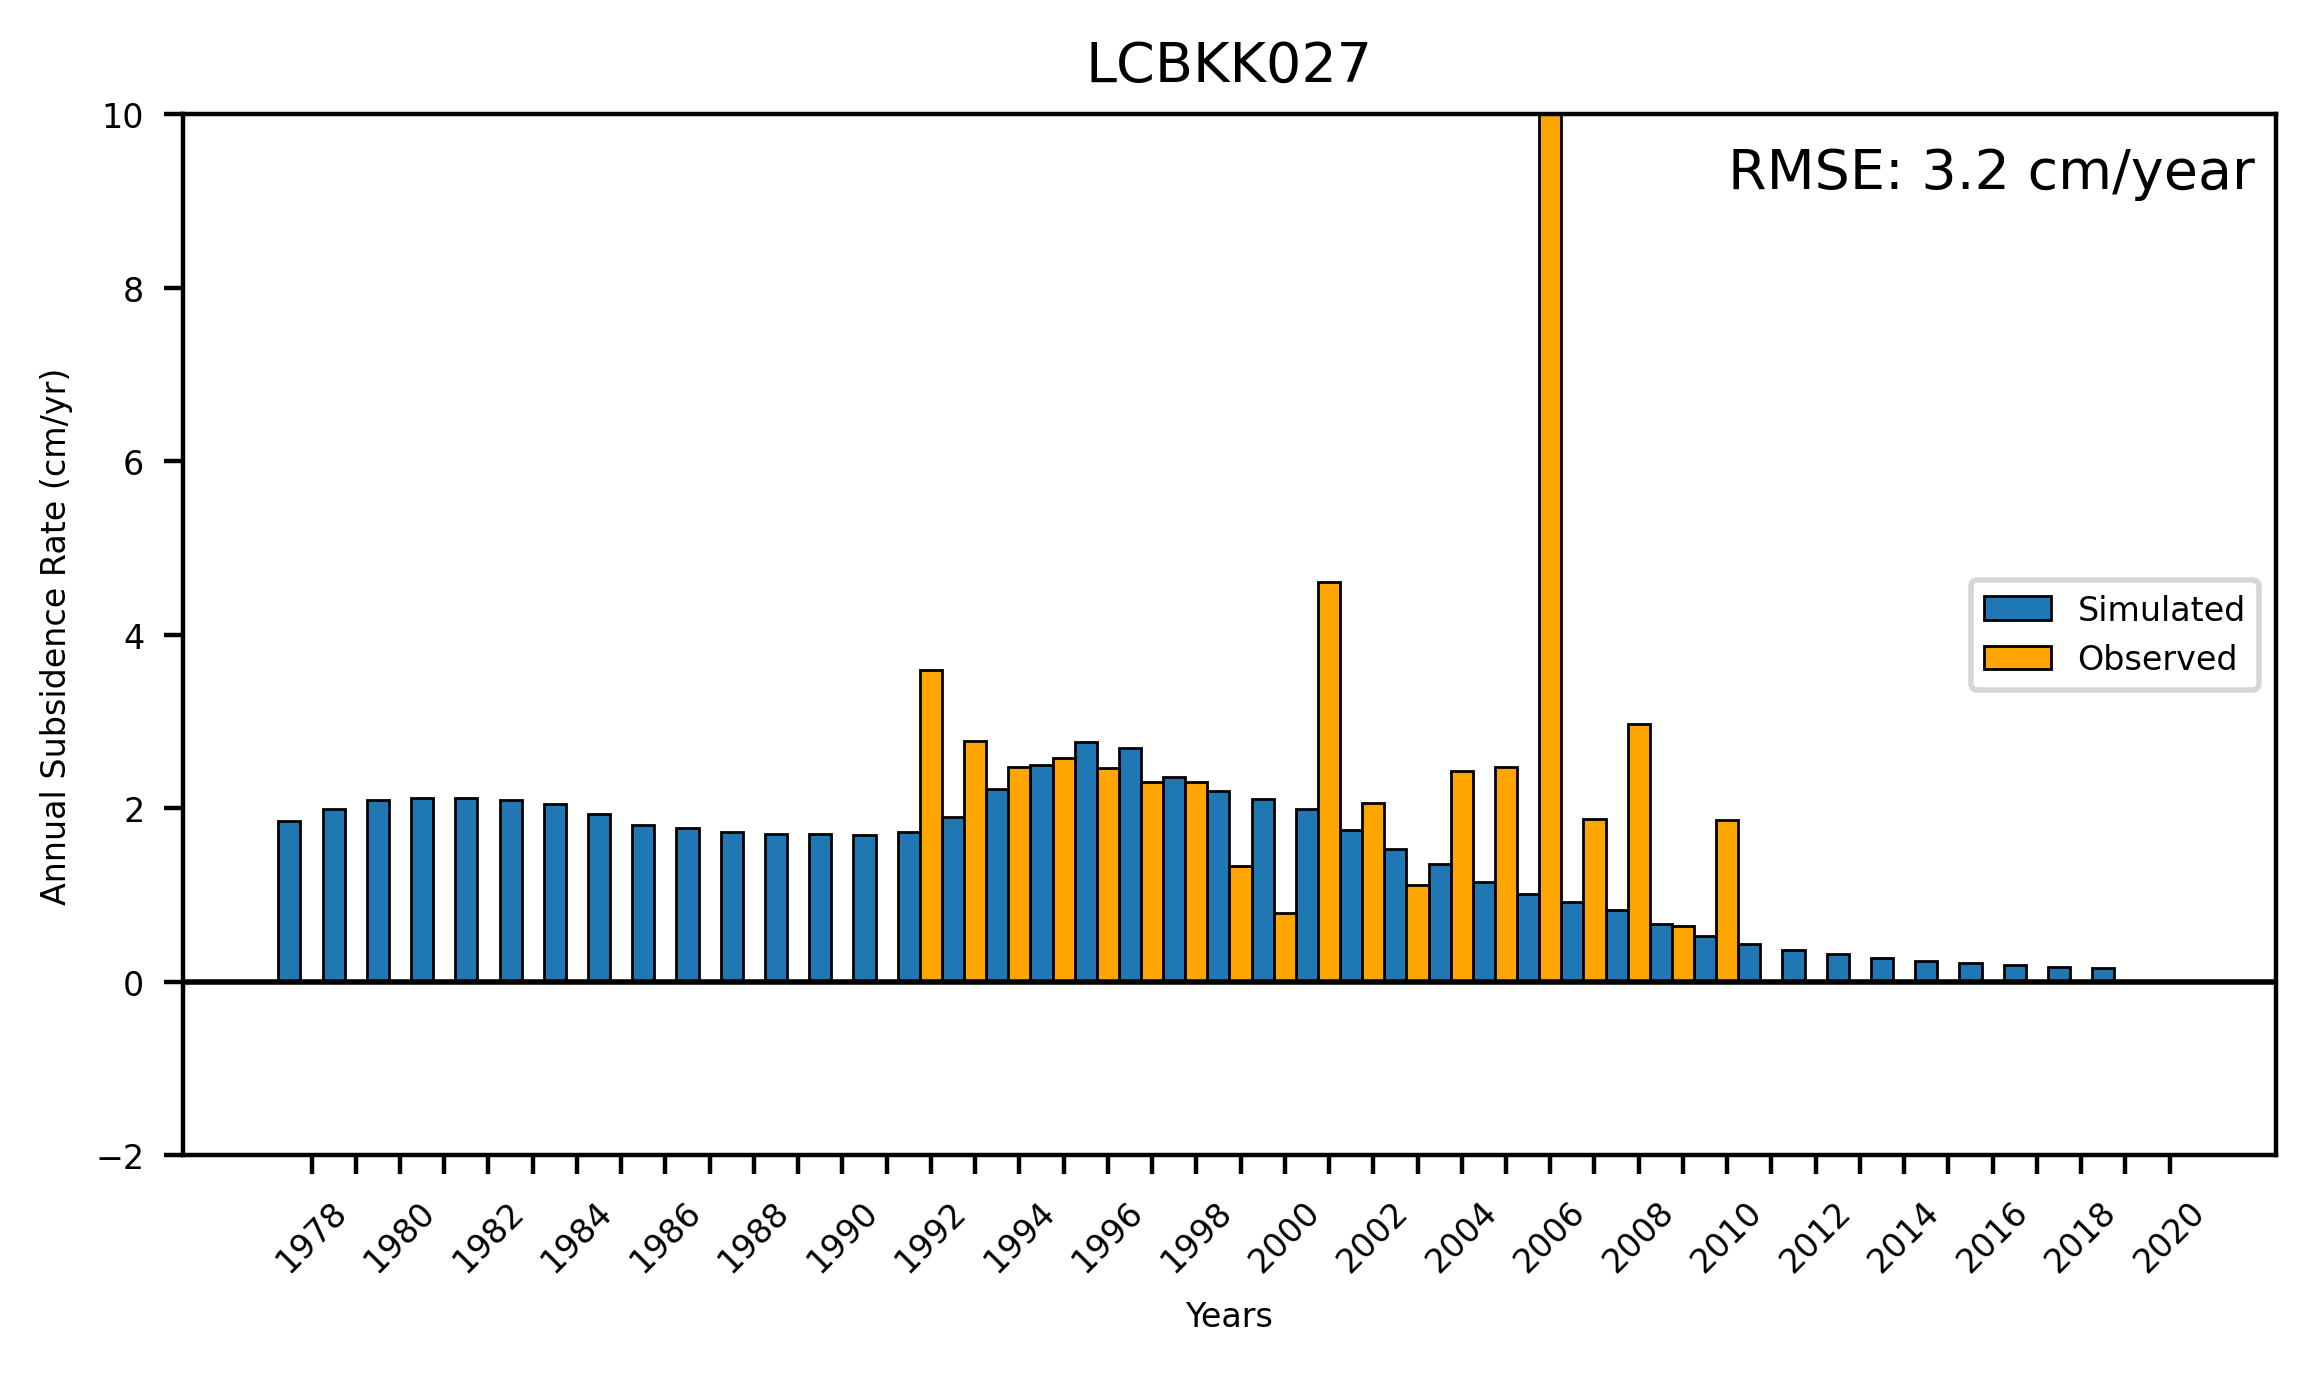 LCBKK027
RMSE: 3.2 cm/year
10
8
6
4
2
0
−2
Annual Subsidence Rate (cm/yr)
Simulated
Observed
1978 1980 1982 1984 1986 1988 1990 1992 1994 1996 1998 2000 2002 2004 2006 2008 2010 2012 2014 2016 2018 2020
Years